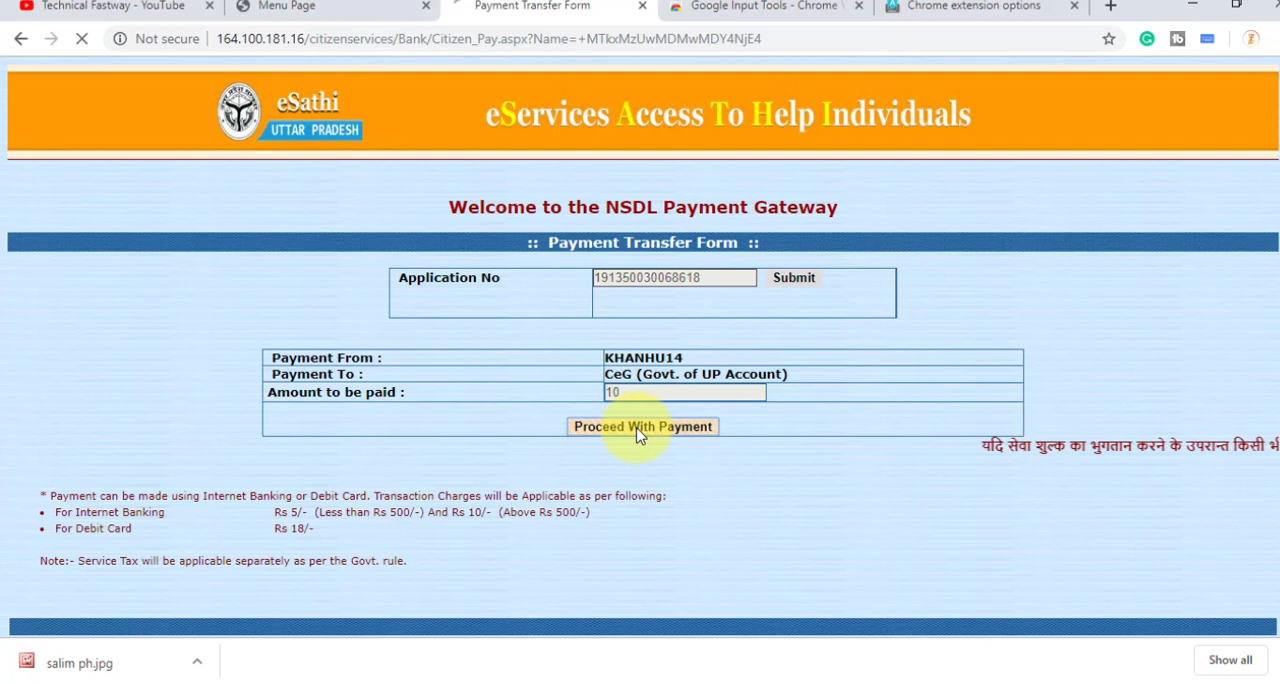 Technical Fastway - YouTube
Menu Page
Payment Transfer Form
Google Input Tools - Chrome
Chrome extension options
Not secure
164.100.181.16/citizenservices/Bank/Citizen_Pay.aspx?Name=+MTkxMzUwMDMwMDY4NjE4
eSathi
UTTAR PRADESH
eServices Access To Help Individuals
Welcome to the NSDL Payment Gateway
:: Payment Transfer Form ::
Application No 191350030068618 Submit
Payment From : KHANHU14
Payment To : CeG (Govt. of UP Account)
Amount to be paid : 10
Proceed With Payment
यदि सेवा शुल्क का भुगतान करने के उपरान्त किसी भ
* Payment can be made using Internet Banking or Debit Card. Transaction Charges will be Applicable as per following:
• For Internet Banking Rs 5/- (Less than Rs 500/-) And Rs 10/- (Above Rs 500/-)
• For Debit Card Rs 18/-
Note:- Service Tax will be applicable separately as per the Govt. rule.
salim ph.jpg
Show all